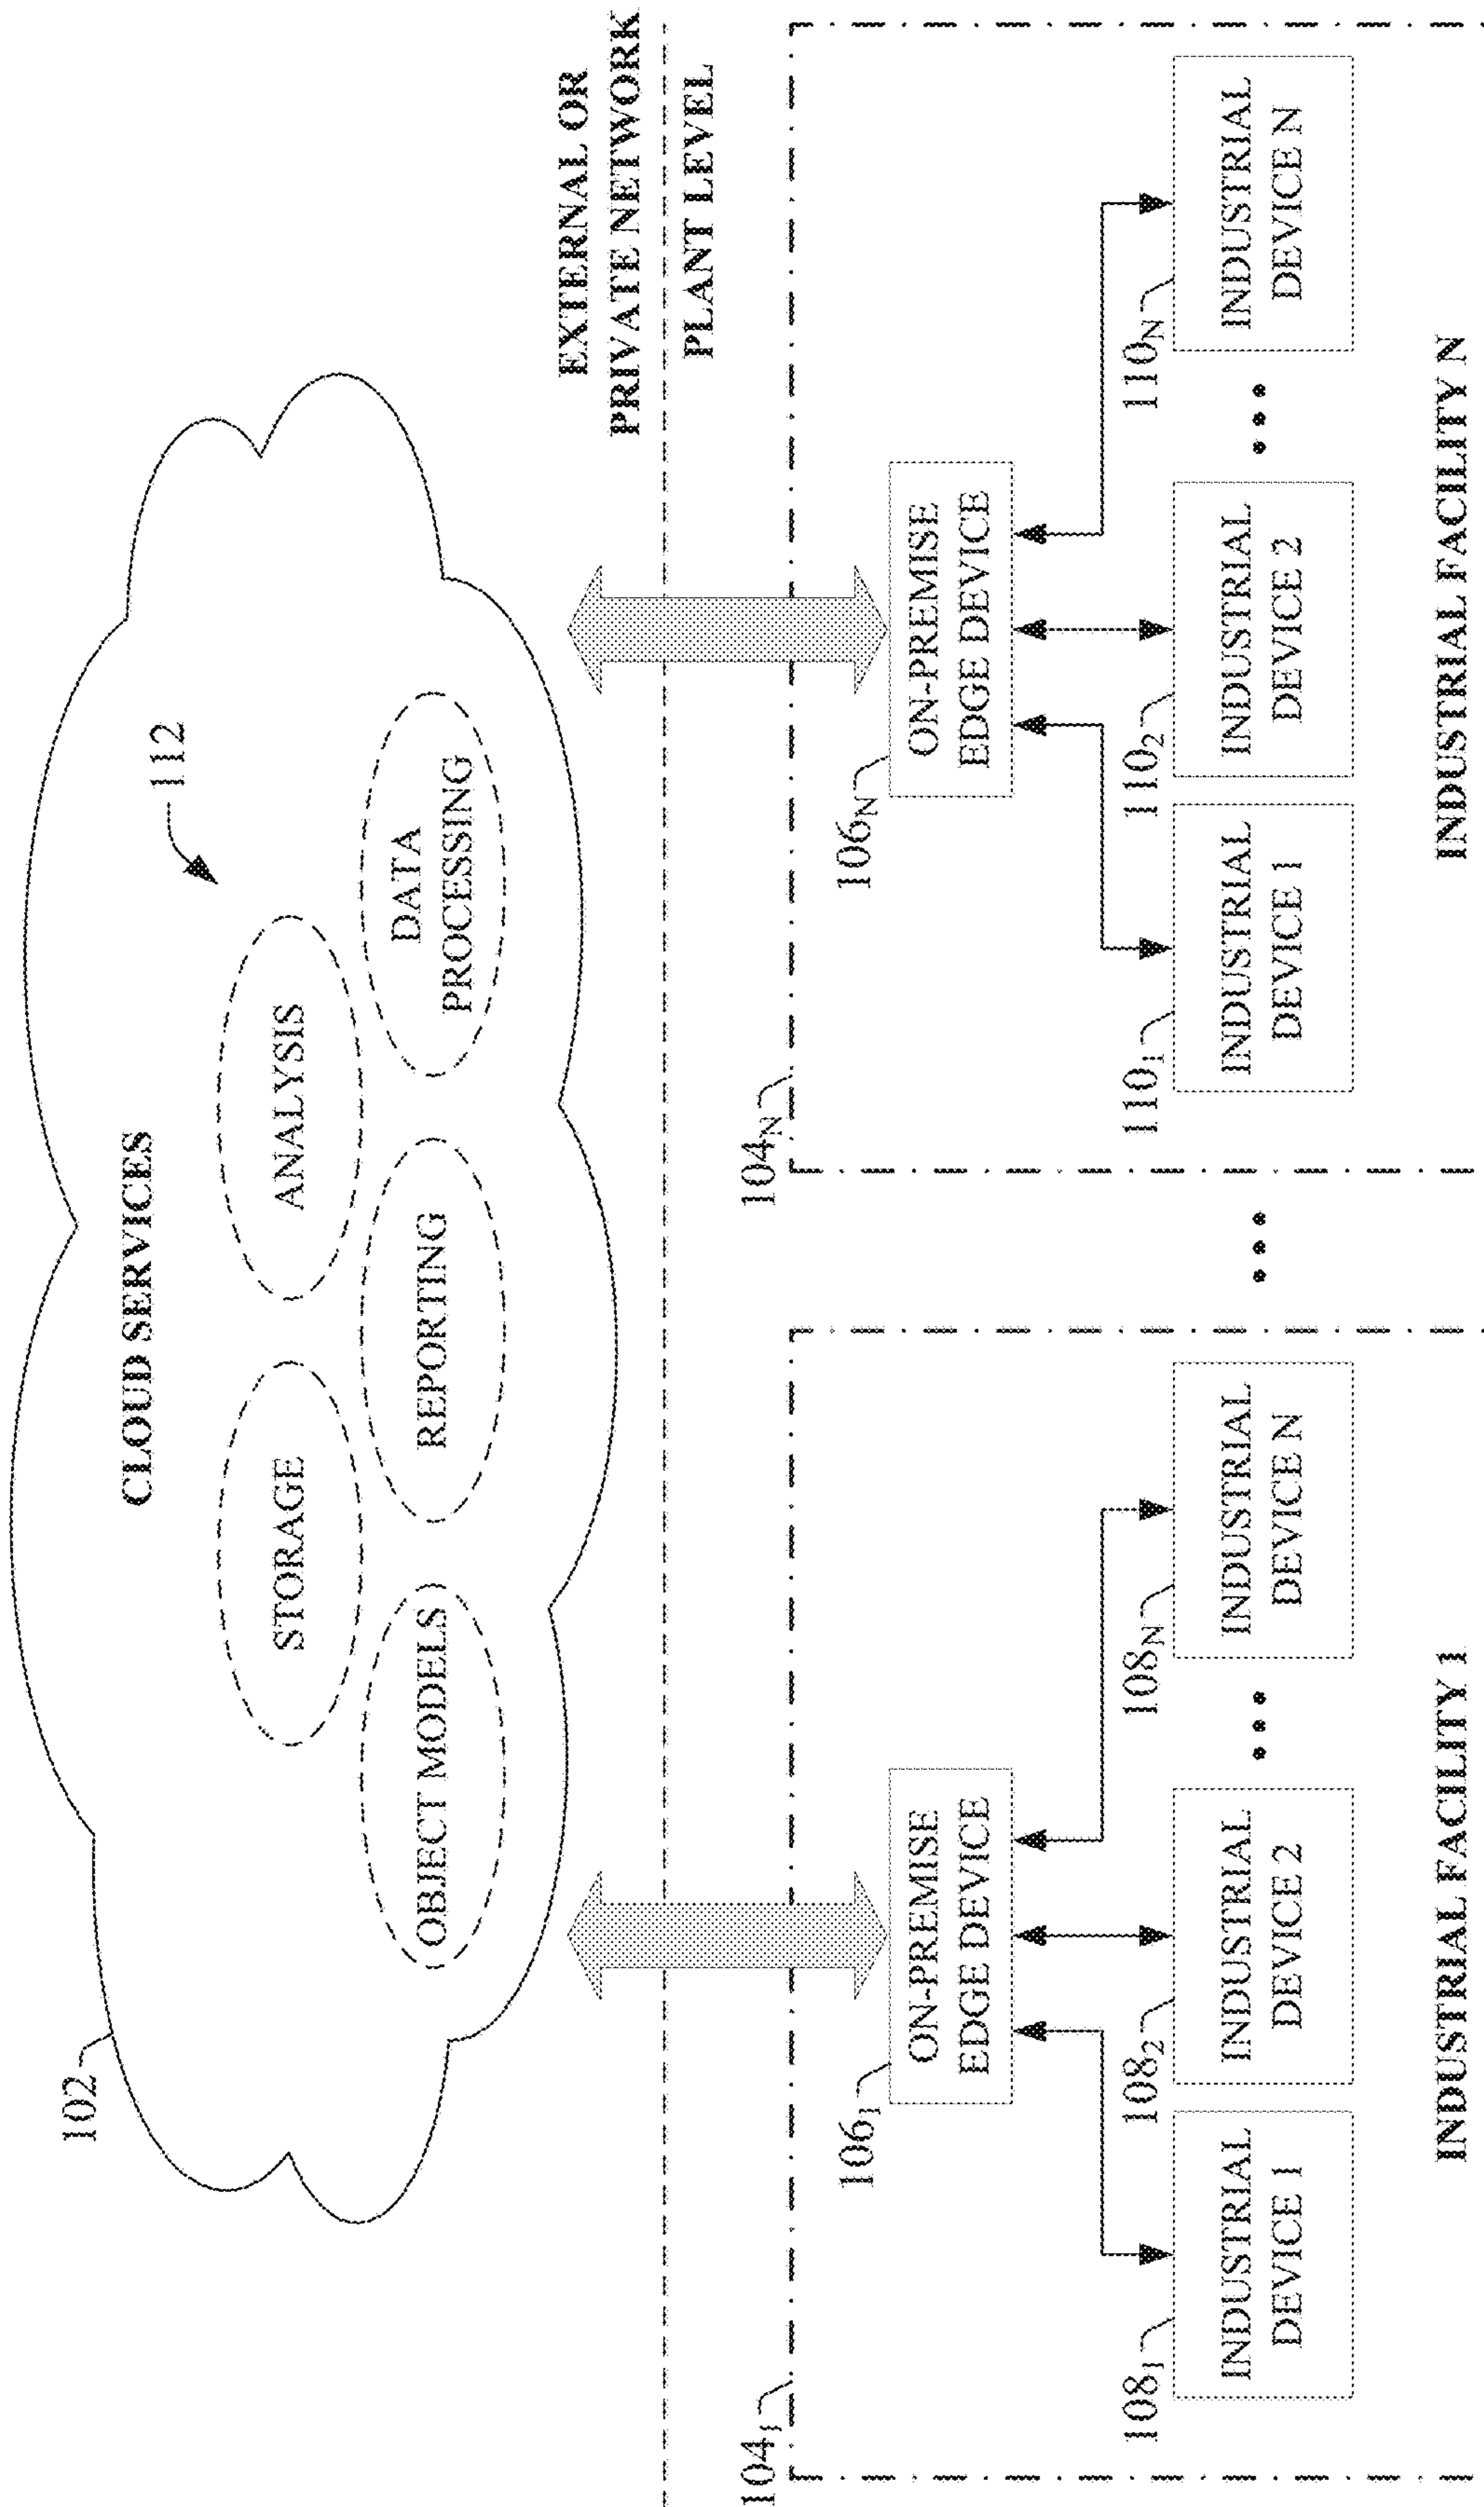 102
CLOUD SERVICES
112
STORAGE
ANALYSIS
OBJECT MODELS
REPORTING
DATA
PROCESSING
EXTERNAL OR
PRIVATE NETWORK
PLANT LEVEL
104₁
106₁
ON-PREMISE
EDGE DEVICE
108₁
108₂
108ₙ
INDUSTRIAL
DEVICE 1
INDUSTRIAL
DEVICE 2
•••
INDUSTRIAL
DEVICE N
INDUSTRIAL FACILITY 1
•••
104ₙ
106ₙ
ON-PREMISE
EDGE DEVICE
110₁
110₂
110ₙ
INDUSTRIAL
DEVICE 1
INDUSTRIAL
DEVICE 2
•••
INDUSTRIAL
DEVICE N
INDUSTRIAL FACILITY N